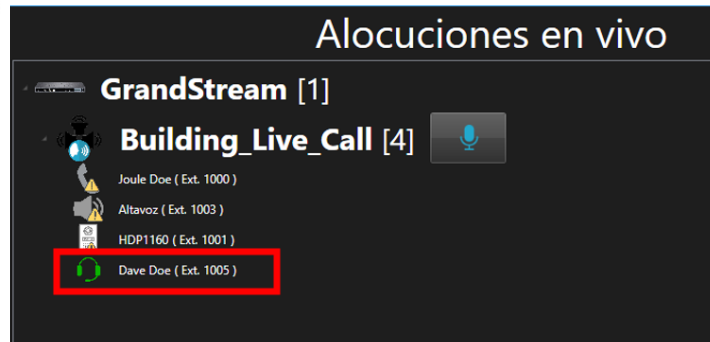 Alocuciones en vivo
GrandStream [1]
Building_Live_Call [4]
Joule Doe ( Ext. 1000 )
Altavoz ( Ext. 1003 )
HDP1160 ( Ext. 1001 )
Dave Doe ( Ext. 1005 )